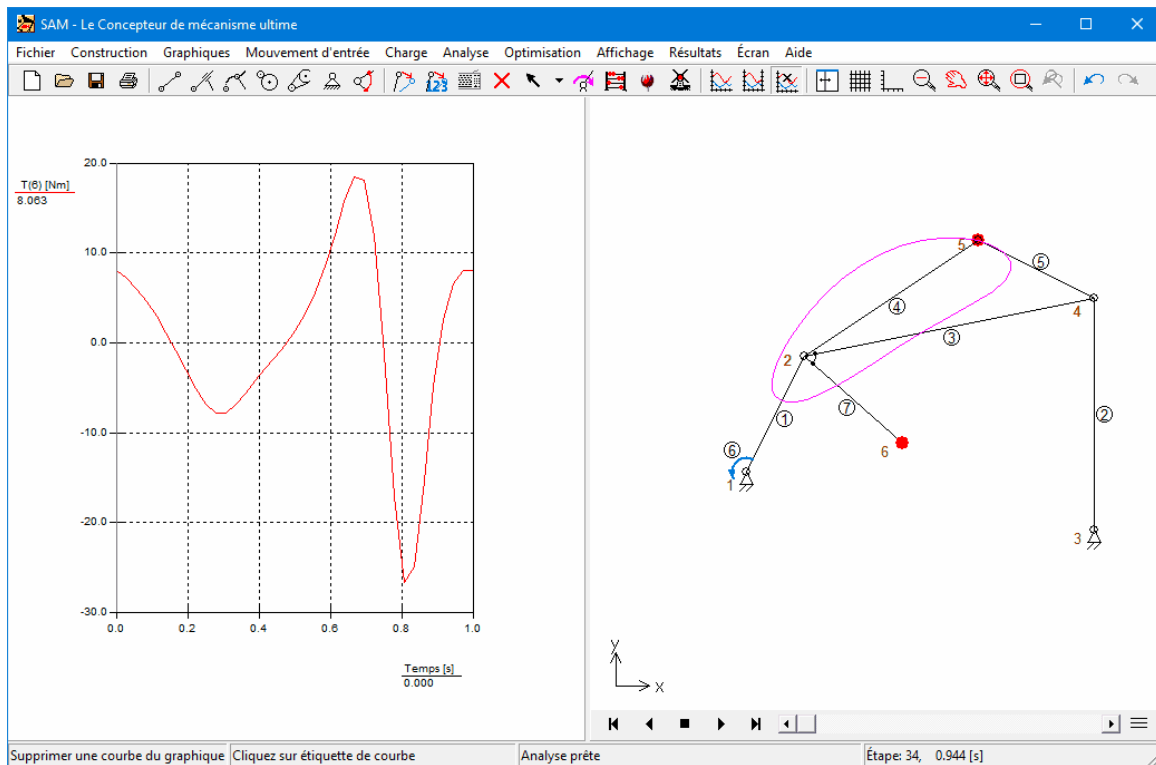 SAM - Le Concepteur de mécanisme ultime
Fichier Construction Graphiques Mouvement d'entrée Charge Analyse Optimisation Affichage Résultats Écran Aide
123
T(6) [Nm]
8.063
20.0
10.0
0.0
-10.0
-20.0
-30.0
0.0 0.2 0.4 0.6 0.8 1.0
Temps [s]
0.000
5
5
4
4
3
2
7
1
2
6
6
1
3
y
x
Supprimer une courbe du graphique Cliquez sur étiquette de courbe Analyse prête Étape: 34, 0.944 [s]